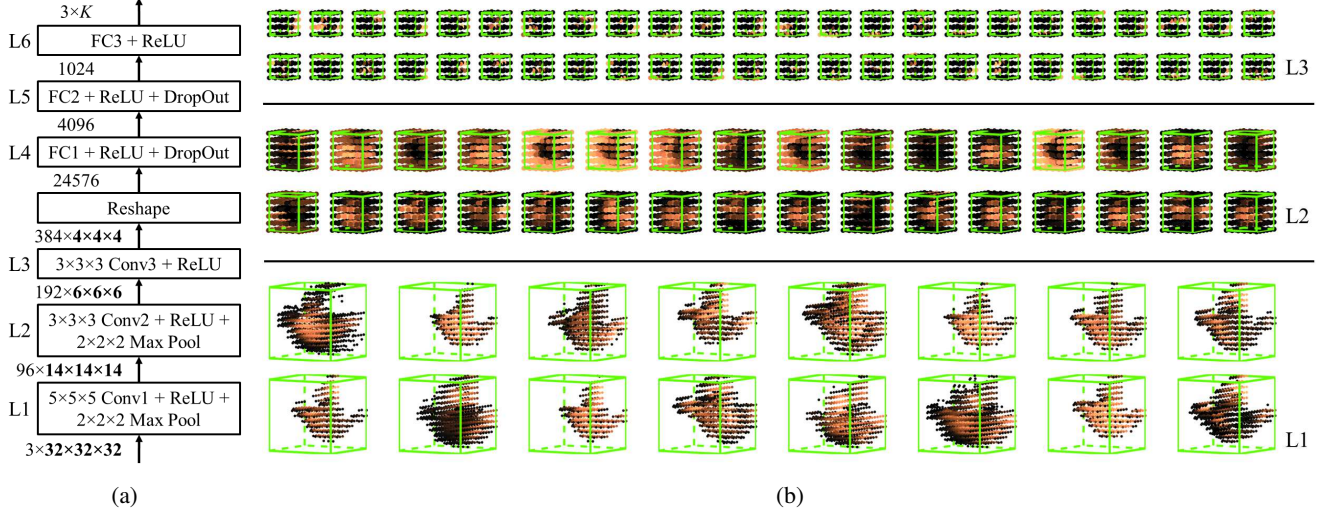 3×K
L6
FC3 + ReLU
1024
L5
FC2 + ReLU + DropOut
4096
L4
FC1 + ReLU + DropOut
24576
Reshape
384×4×4×4
L3
3×3×3 Conv3 + ReLU
192×6×6×6
L2
3×3×3 Conv2 + ReLU +
2×2×2 Max Pool
96×14×14×14
L1
5×5×5 Conv1 + ReLU +
2×2×2 Max Pool
3×32×32×32
(a)
L3
L2
L1
(b)